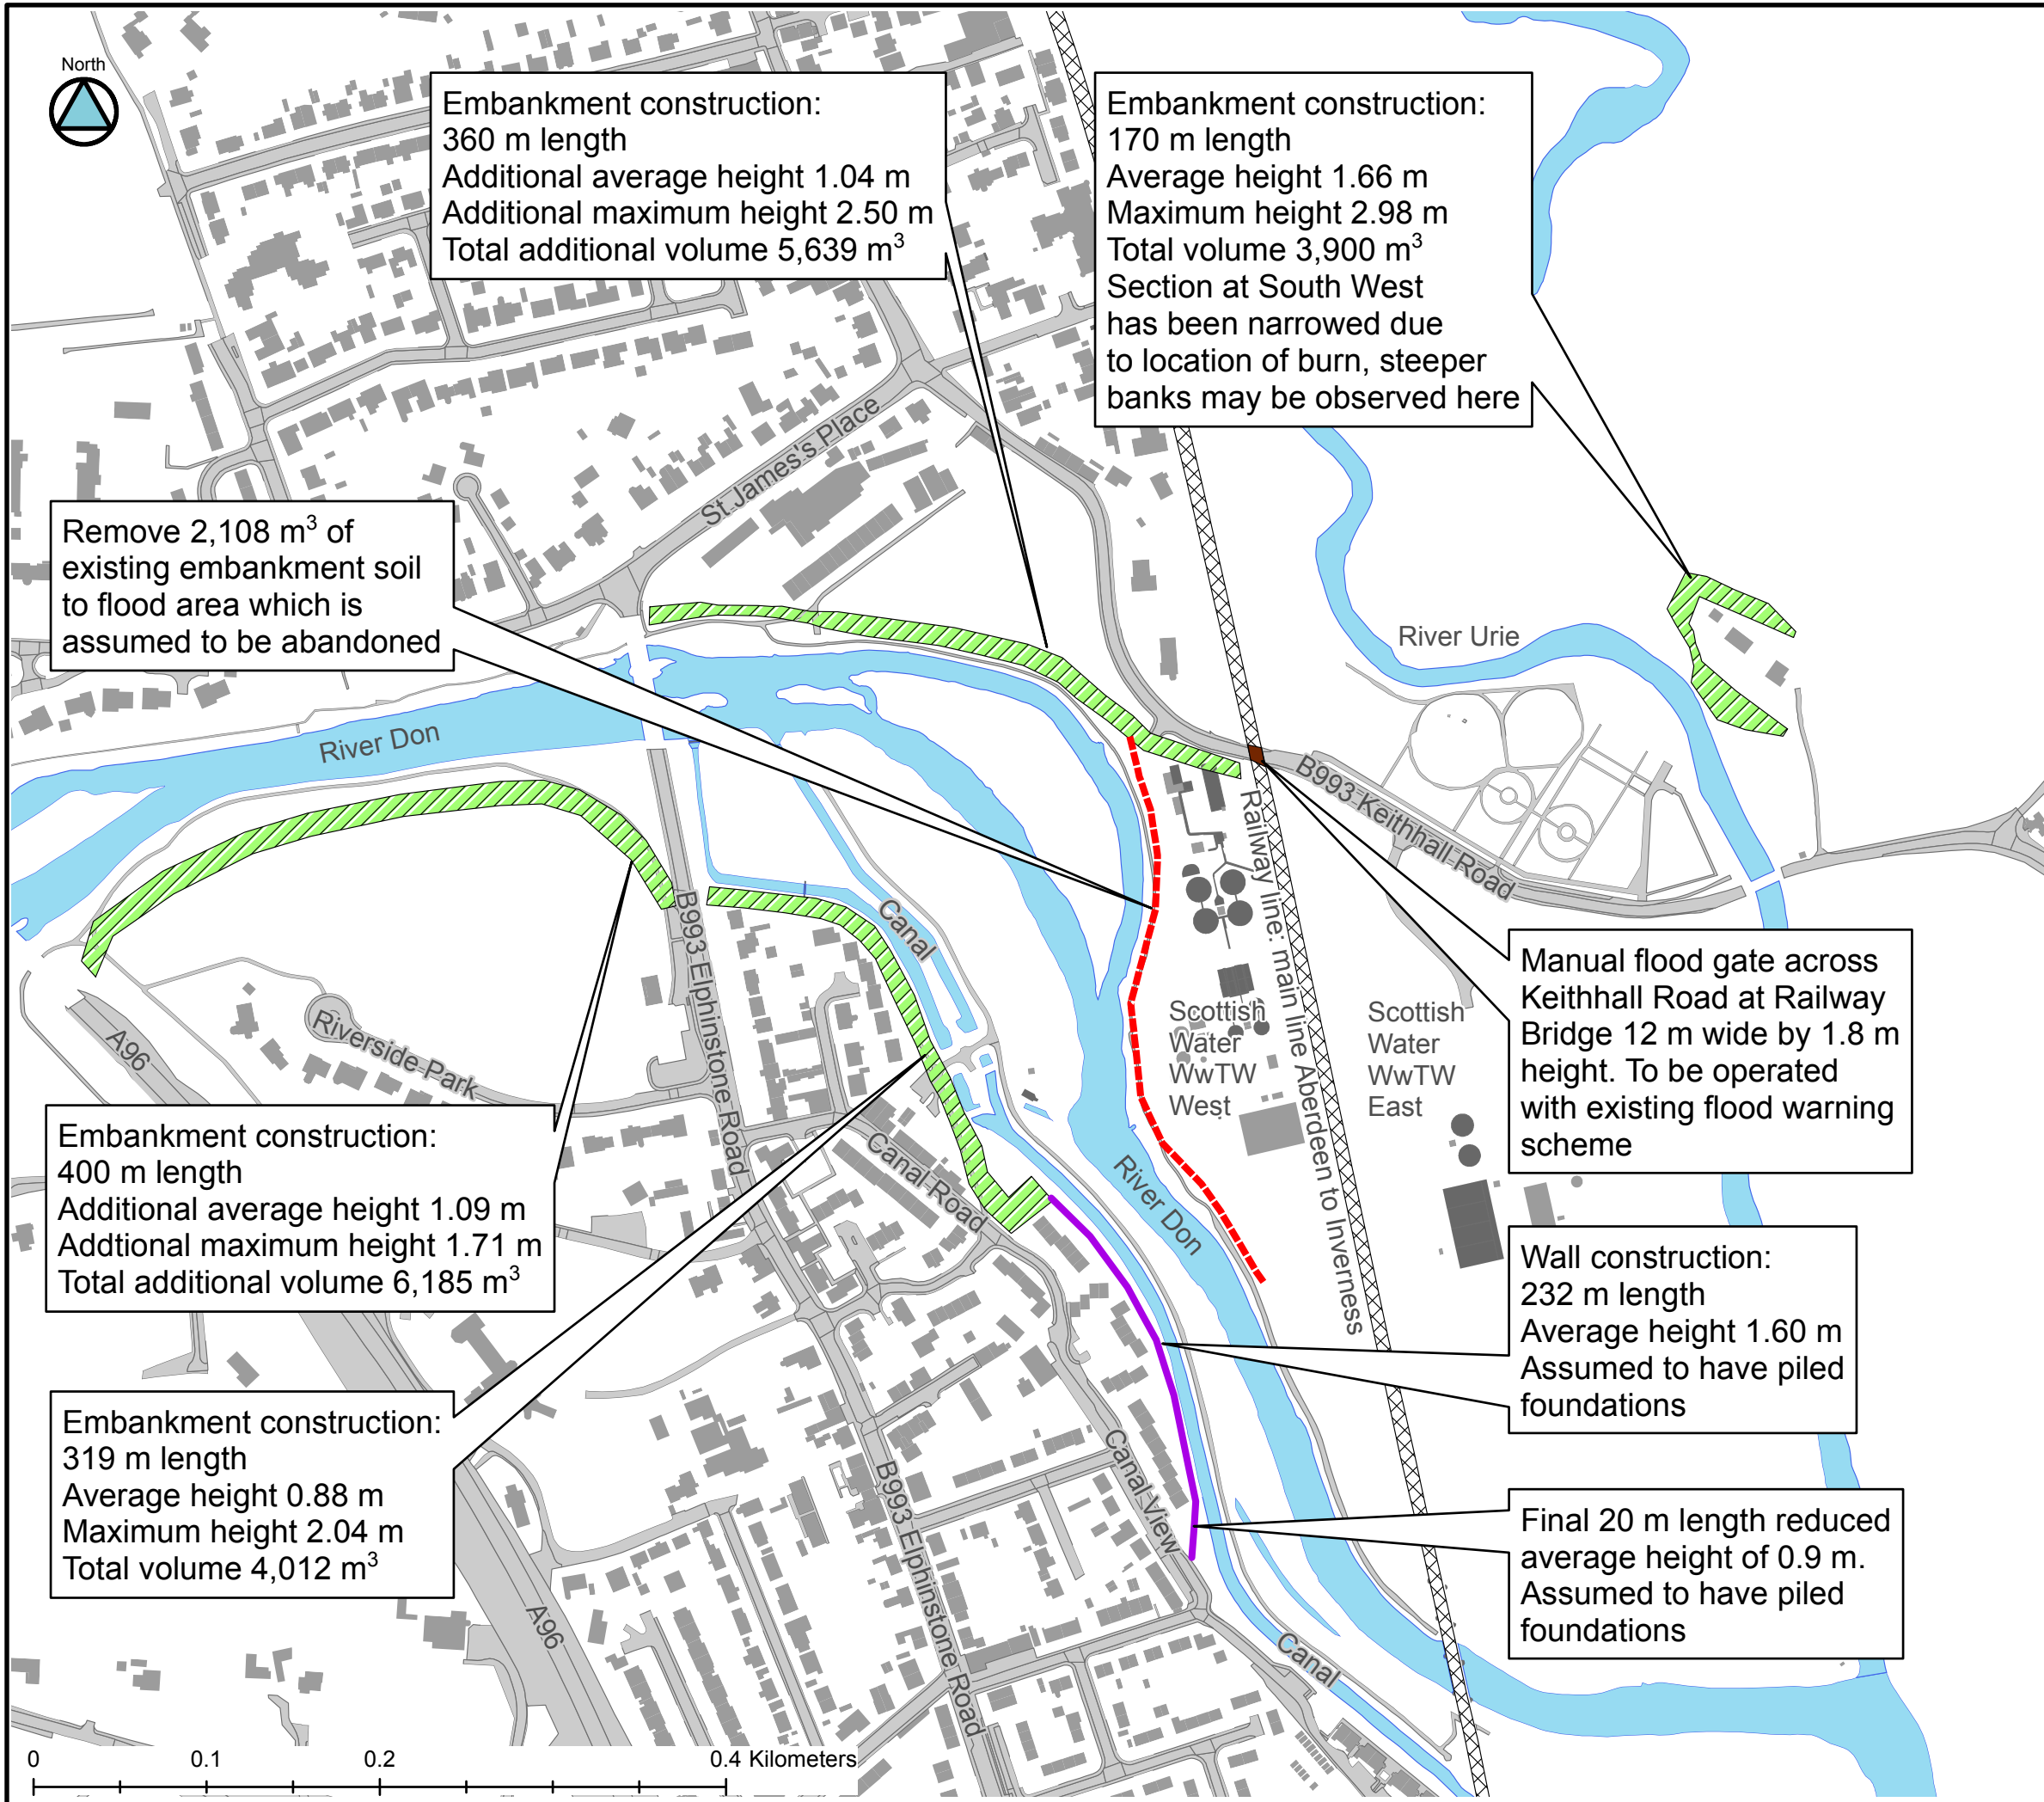 North
Embankment construction:
360 m length
Additional average height 1.04 m
Additional maximum height 2.50 m
Total additional volume 5,639 m³
Embankment construction:
170 m length
Average height 1.66 m
Maximum height 2.98 m
Total volume 3,900 m³
Section at South West
has been narrowed due
to location of burn, steeper
banks may be observed here
St James's Place
Remove 2,108 m³ of
existing embankment soil
to flood area which is
assumed to be abandoned
River Urie
River Don
B993 Keithhall Road
Railway line: main line Aberdeen to Inverness
B993 Elphinstone Road
Canal
Manual flood gate across
Keithhall Road at Railway
Bridge 12 m wide by 1.8 m
height. To be operated
with existing flood warning
scheme
Scottish
Water
WwTW
West
Scottish
Water
WwTW
East
A96
Riverside Park
Embankment construction:
400 m length
Additional average height 1.09 m
Addtional maximum height 1.71 m
Total additional volume 6,185 m³
Canal Road
River Don
Wall construction:
232 m length
Average height 1.60 m
Assumed to have piled
foundations
Embankment construction:
319 m length
Average height 0.88 m
Maximum height 2.04 m
Total volume 4,012 m³
Canal View
B993 Elphinstone Road
Final 20 m length reduced
average height of 0.9 m.
Assumed to have piled
foundations
A96
Canal
0 0.1 0.2 0.4 Kilometers